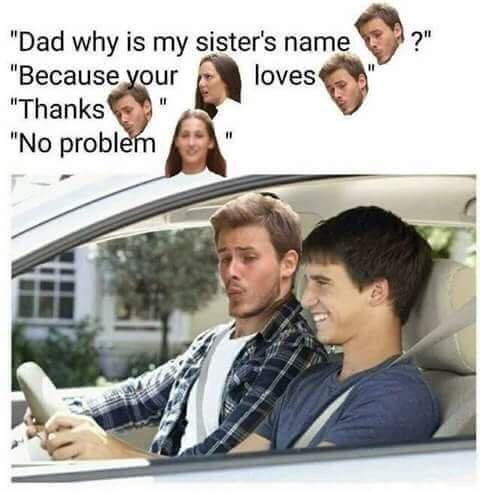 "Dad why is my sister's name ?"
"Because your loves "
"Thanks "
"No problem "